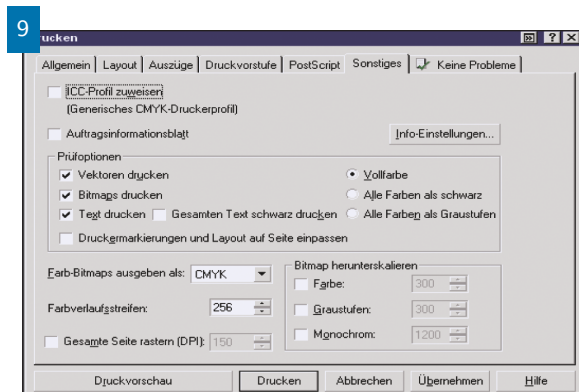 9
ucken
Allgemein Layout Auszüge Druckvorstufe PostScript Sonstiges Keine Probleme
ICC-Profil zuweisen
(Generisches CMYK-Druckerprofil)
Auftragsinformationsblatt Info-Einstellungen...
Prüfoptionen
Vektoren drucken Vollfarbe
Bitmaps drucken Alle Farben als schwarz
Text drucken Gesamten Text schwarz drucken Alle Farben als Graustufen
Druckermarkierungen und Layout auf Seite einpassen
Farb-Bitmaps ausgeben als: CMYK Bitmap herunterskalieren
Farbe: 300
Farbverlaufsstreifen: 256 Graustufen: 300
Gesamte Seite rastern (DPI): 150 Monochrom: 1200
Druckvorschau Drucken Abbrechen Übernehmen Hilfe